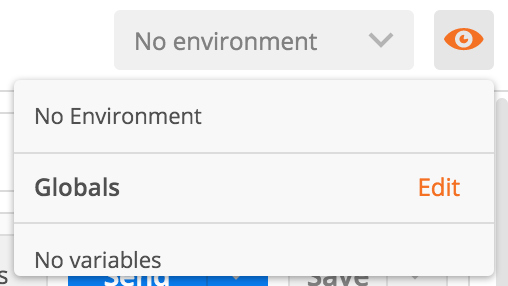 No environment
No Environment
Globals Edit
No variables
s Send Save